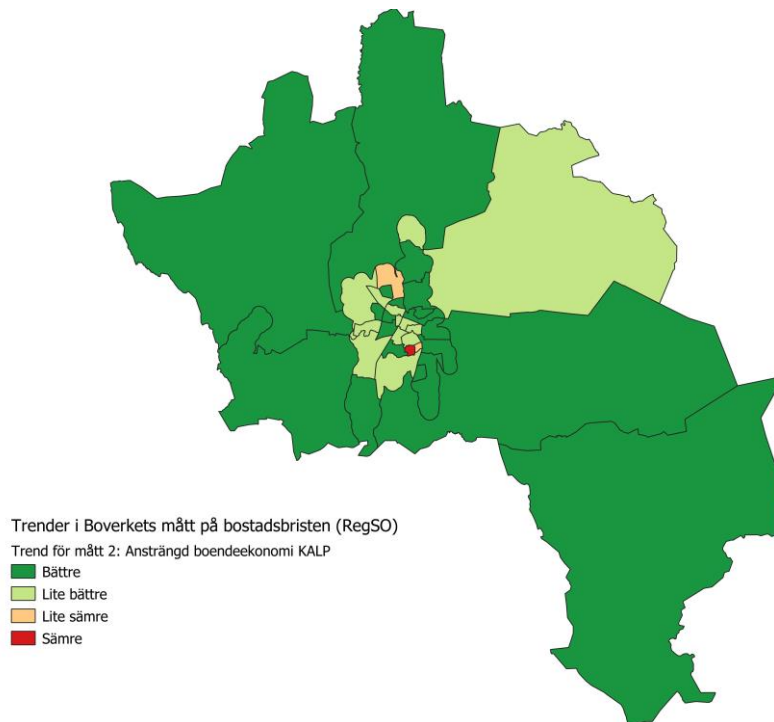 Trender i Boverkets mått på bostadsbristen (RegSO)
Trend för mått 2: Ansträngd boendeekonomi KALP
Bättre
Lite bättre
Lite sämre
Sämre